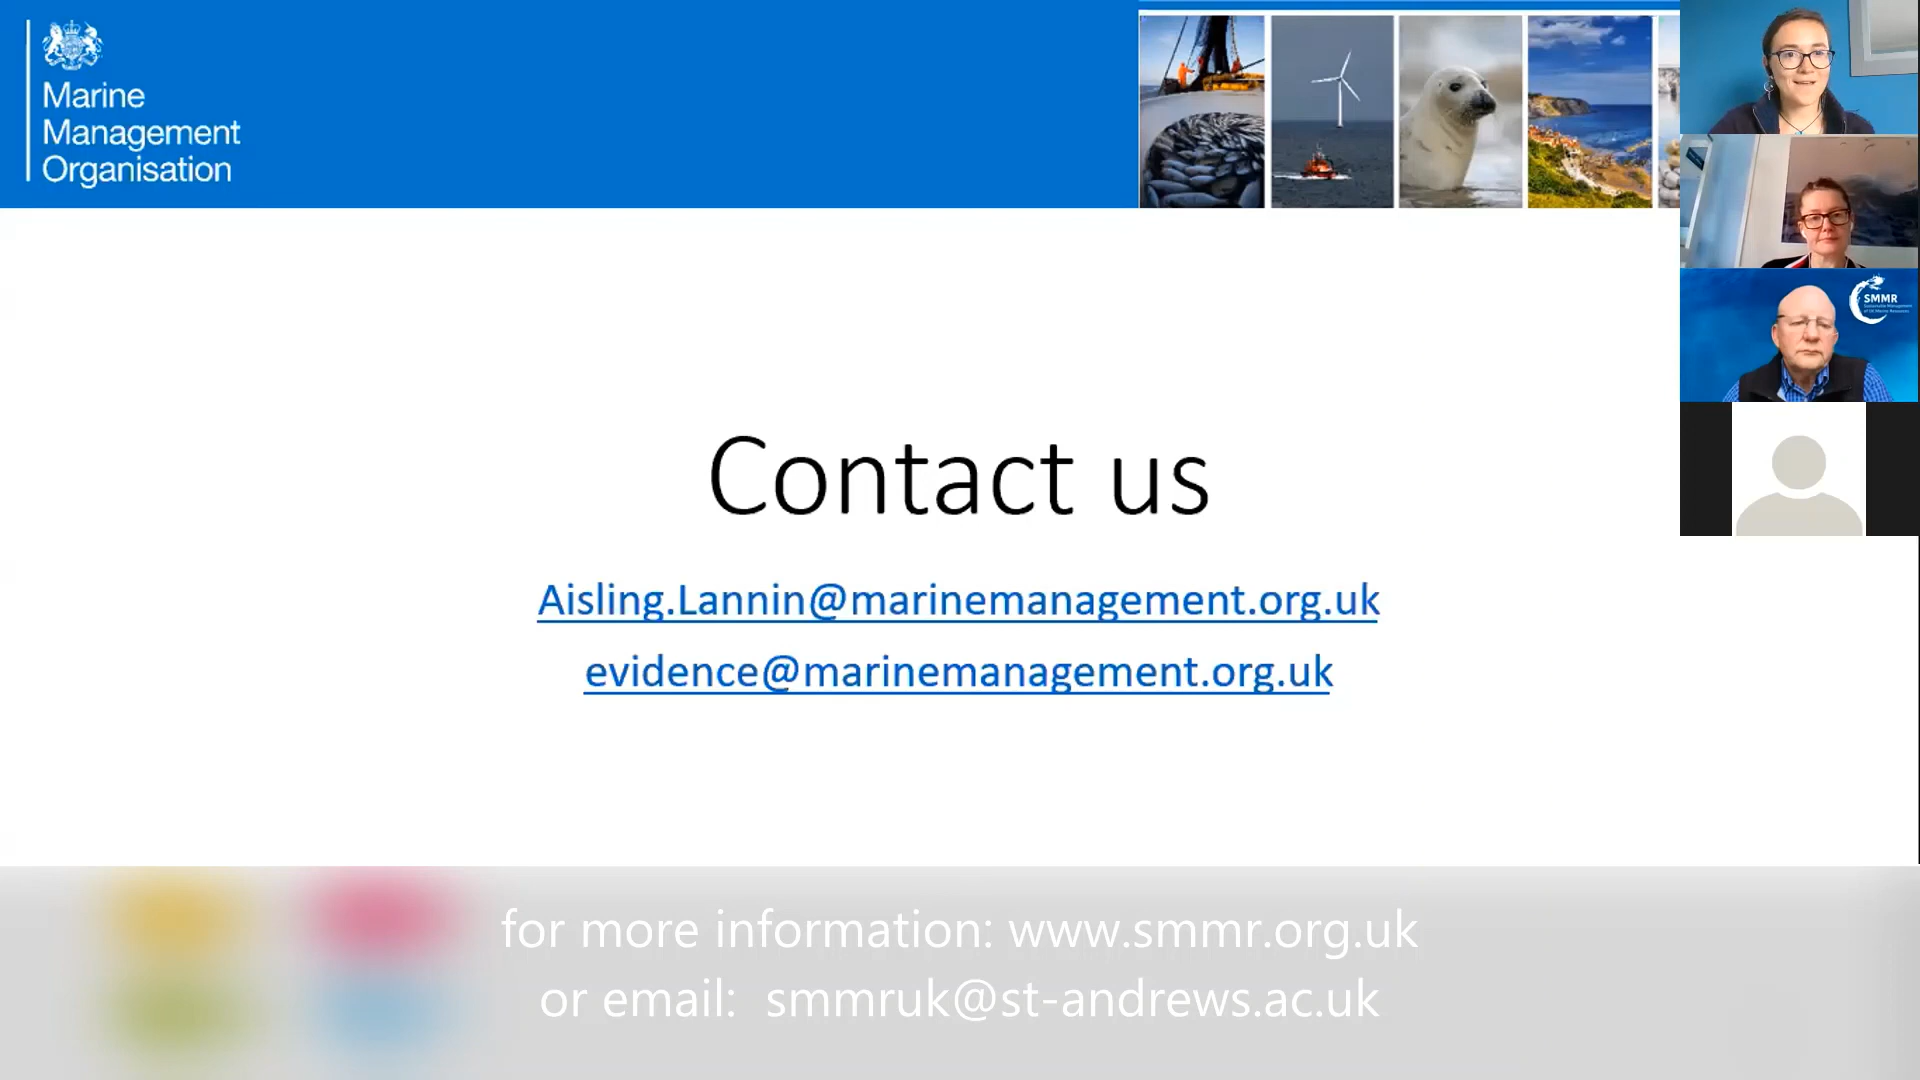 Marine
Management
Organisation
SMMR
Contact us
Aisling.Lannin@marinemanagement.org.uk
evidence@marinemanagement.org.uk
for more information: www.smmr.org.uk
or email: smmruk@st-andrews.ac.uk